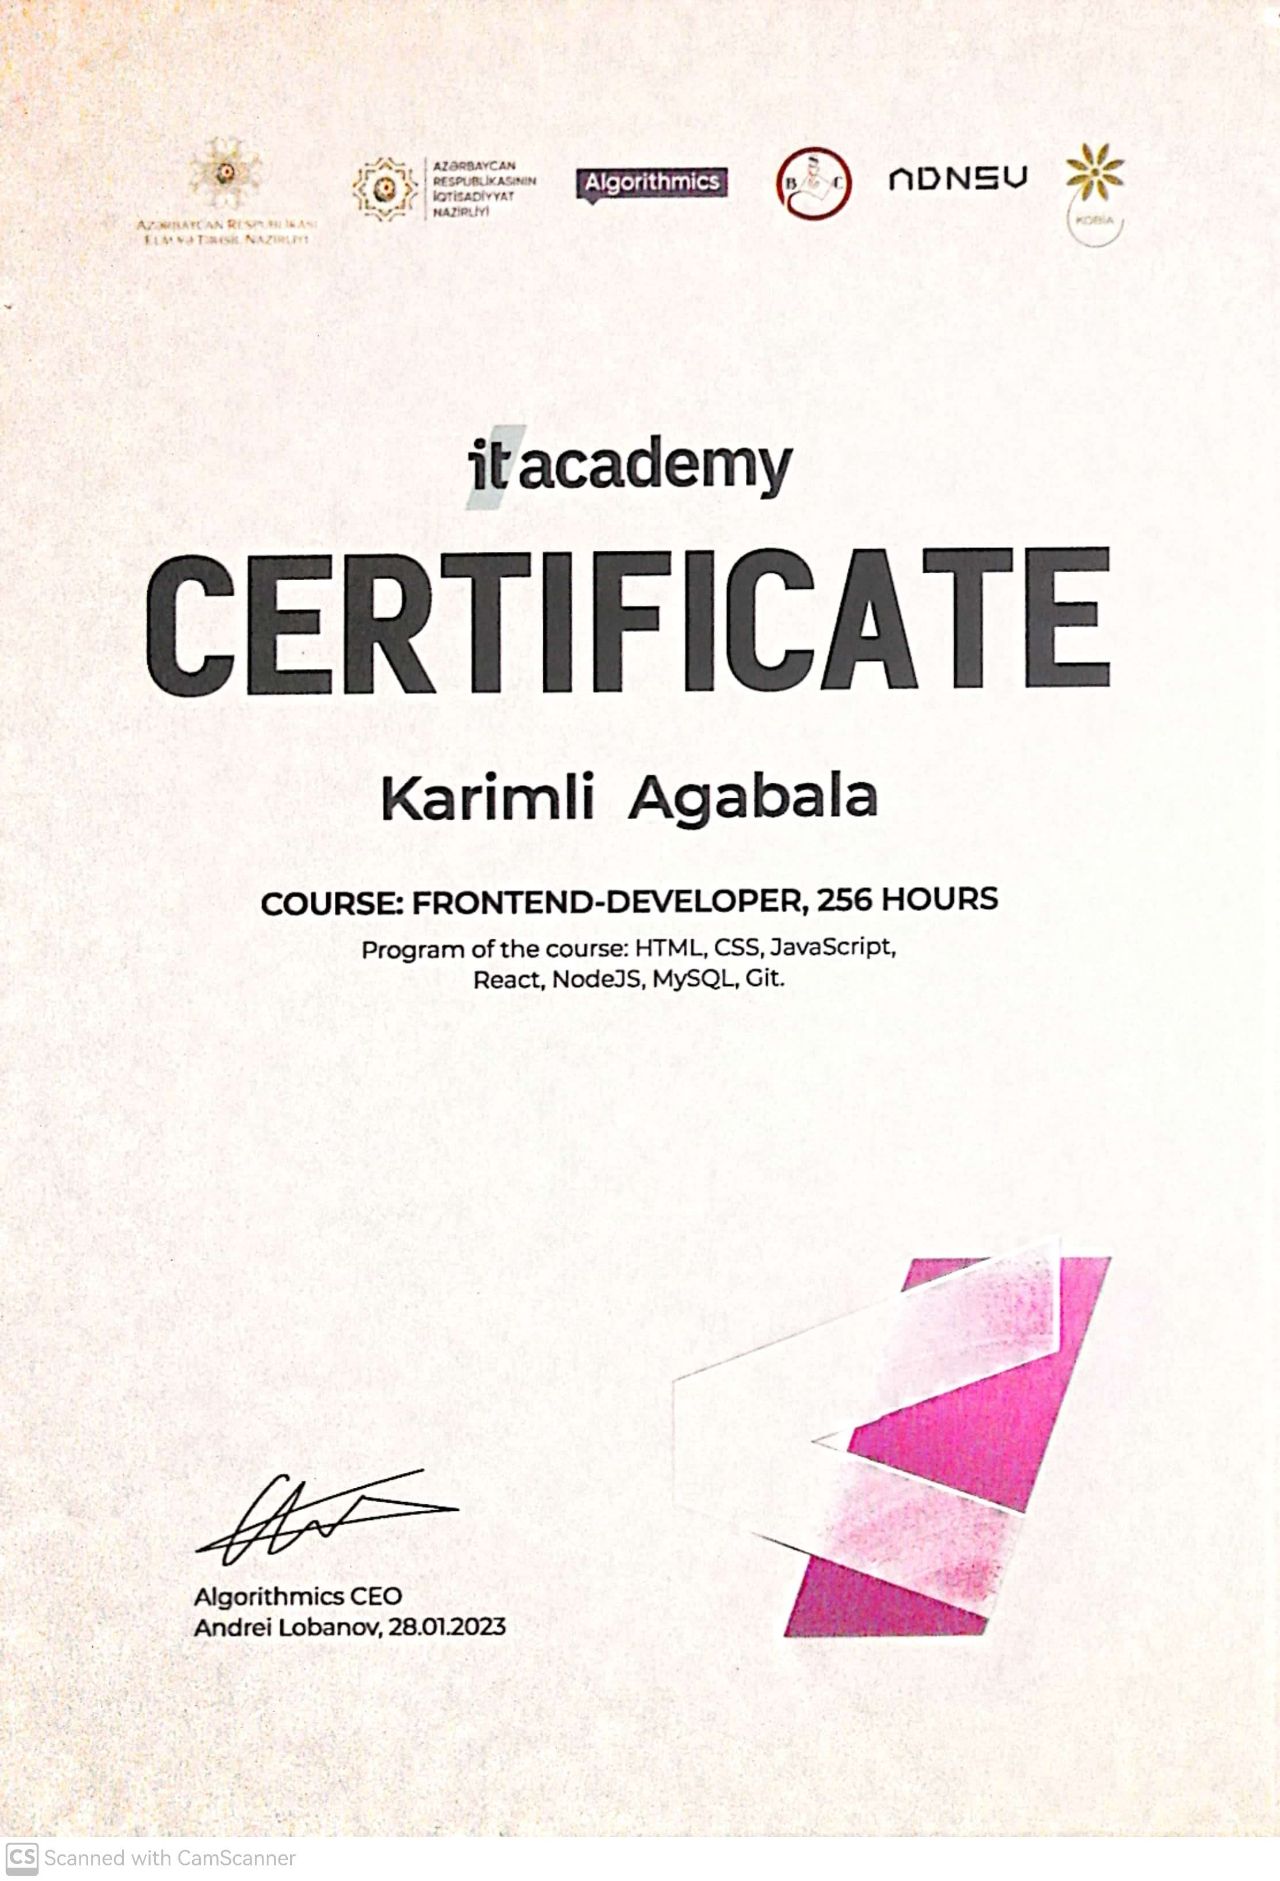 AZƏRBAYCAN RESPUBLİKASI
ELM VƏ TƏHSİL NAZİRLİYİ
AZƏRBAYCAN
RESPUBLİKASININ
İQTİSADİYYAT
NAZİRLİYİ
Algorithmics
B C
ADNSU
KOBİA
it academy
CERTIFICATE
Karimli Agabala
COURSE: FRONTEND-DEVELOPER, 256 HOURS
Program of the course: HTML, CSS, JavaScript,
React, NodeJS, MySQL, Git.
Algorithmics CEO
Andrei Lobanov, 28.01.2023
CS Scanned with CamScanner